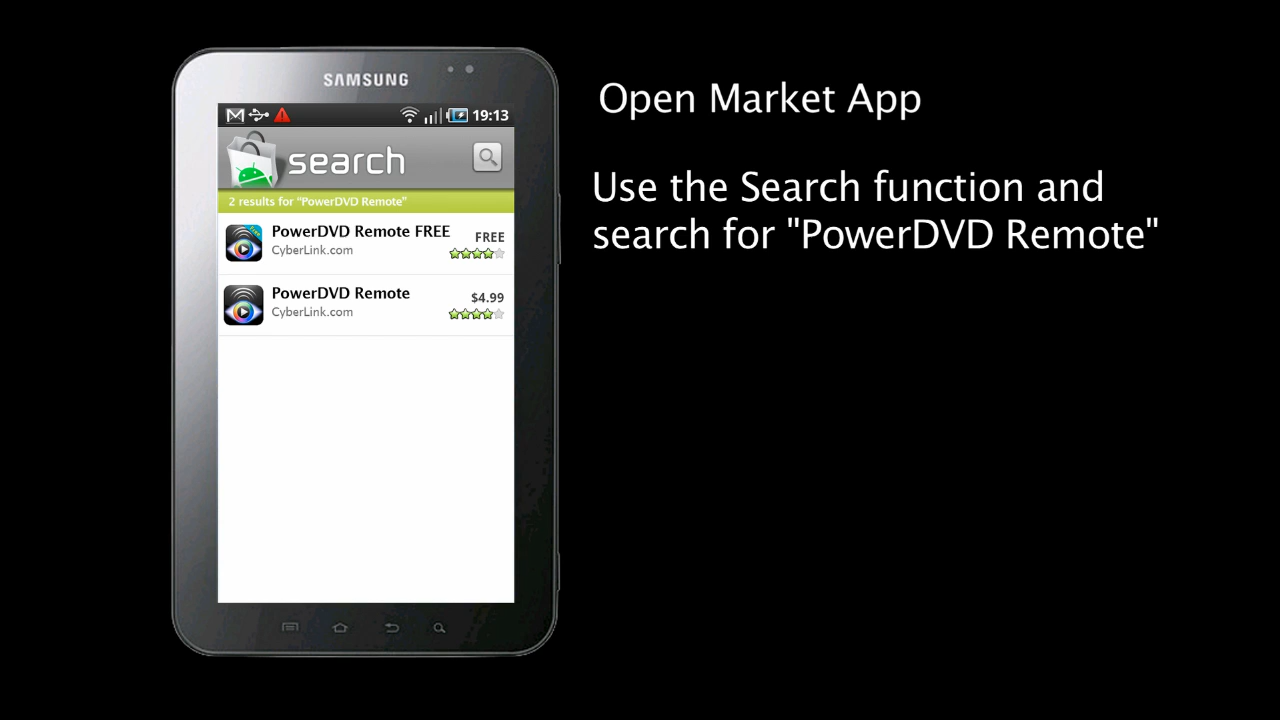 SAMSUNG
19:13
search
2 results for "PowerDVD Remote"
PowerDVD Remote FREE
FREE
CyberLink.com
PowerDVD Remote
$4.99
CyberLink.com
Open Market App
Use the Search function and
search for "PowerDVD Remote"